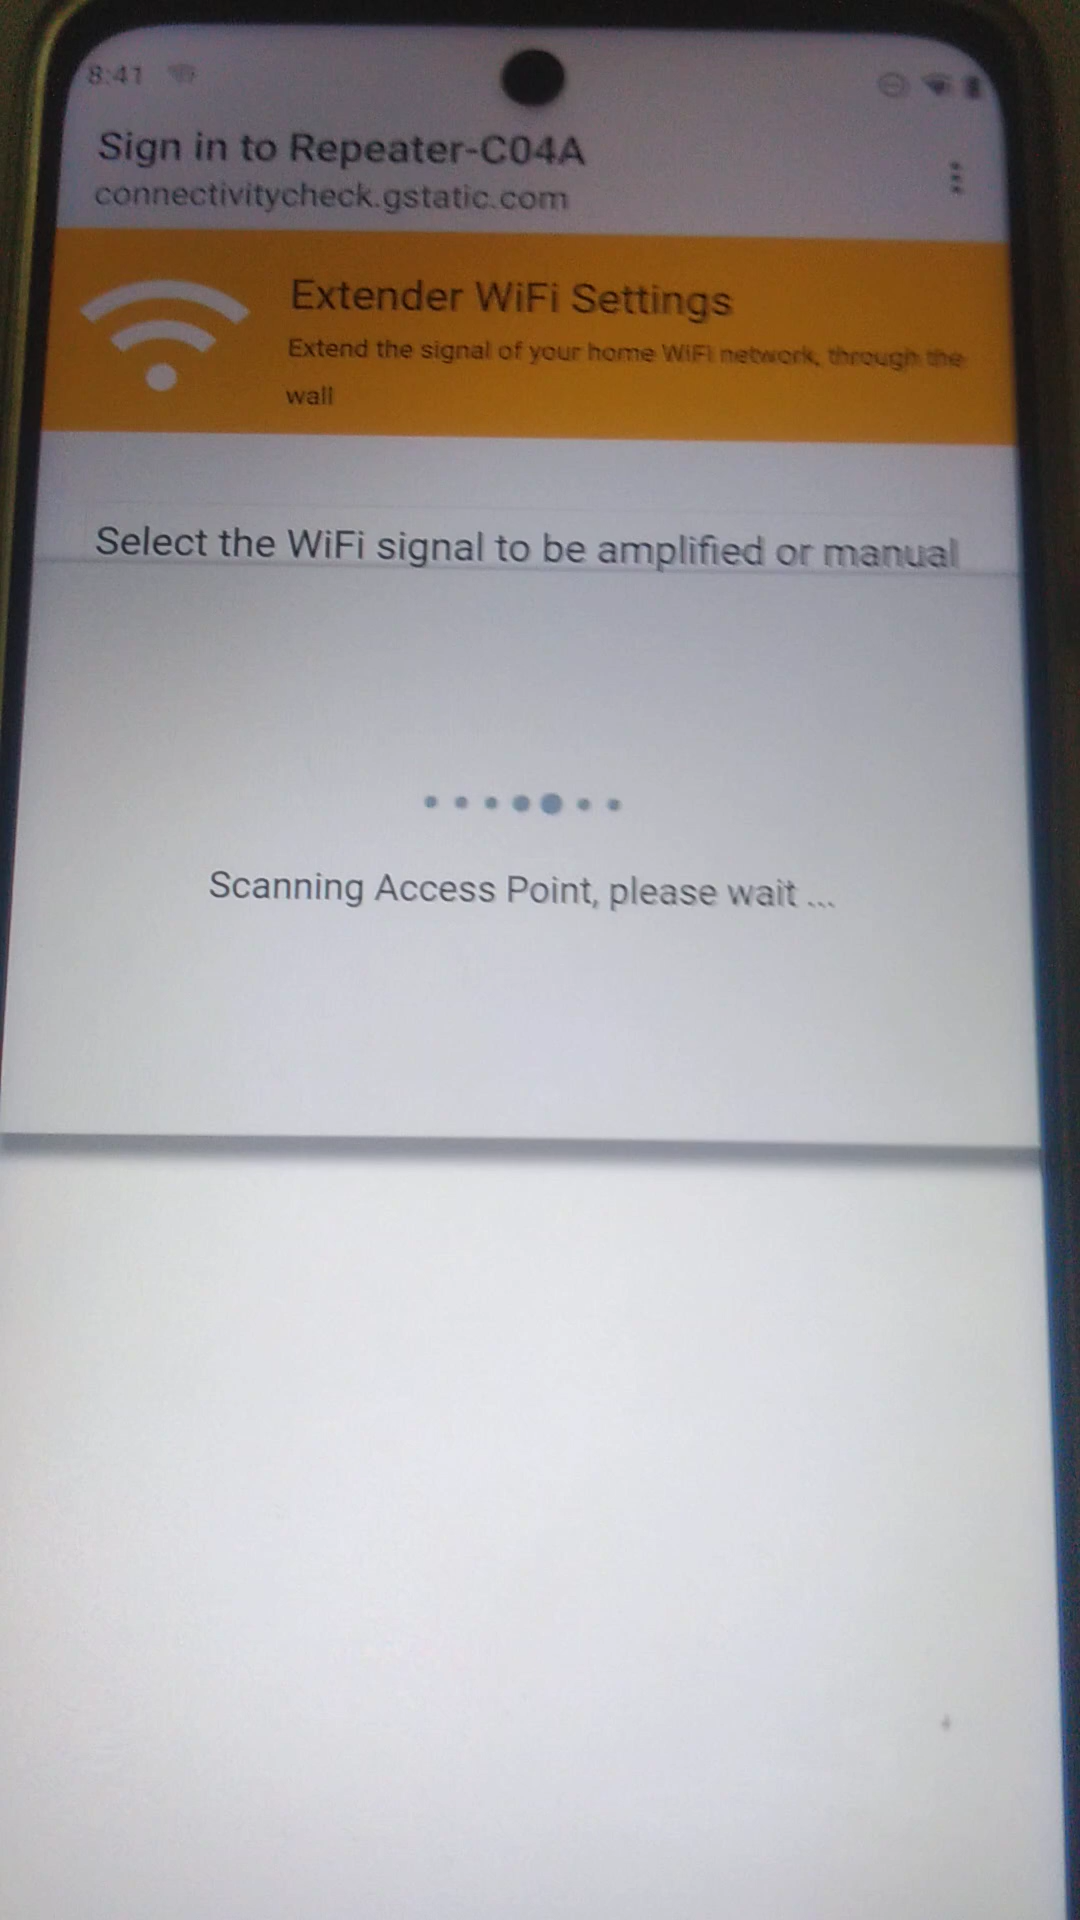 8:41
Sign in to Repeater-C04A
connectivitycheck.gstatic.com
Extender WiFi Settings
Extend the signal of your home WiFi network, through the
wall
Select the WiFi signal to be amplified or manual
Scanning Access Point, please wait ...